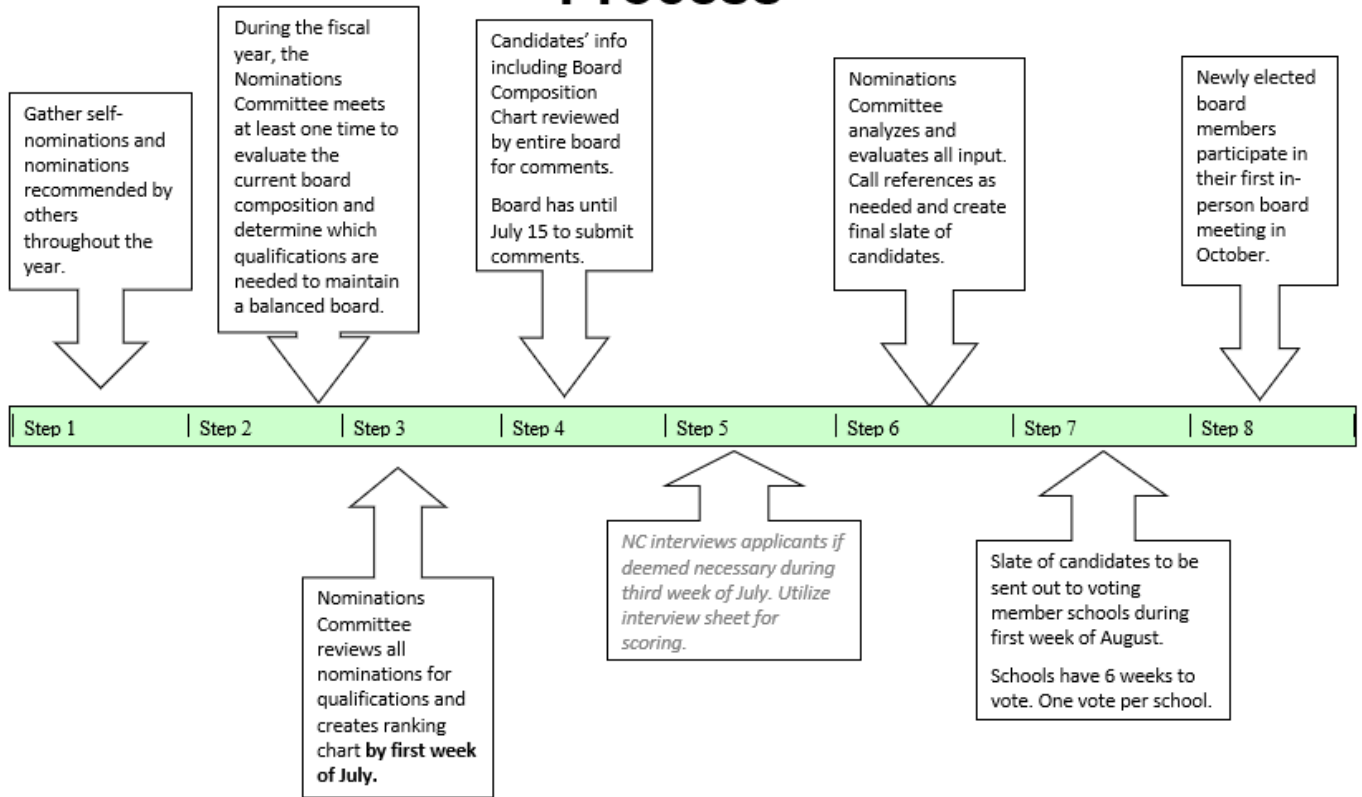 Process
Gather self-
nominations and
nominations
recommended by
others
throughout the
year.
During the fiscal
year, the
Nominations
Committee meets
at least one time to
evaluate the
current board
composition and
determine which
qualifications are
needed to maintain
a balanced board.
Candidates’ info
including Board
Composition
Chart reviewed
by entire board
for comments.
Board has until
July 15 to submit
comments.
Nominations
Committee
analyzes and
evaluates all input.
Call references as
needed and create
final slate of
candidates.
Newly elected
board
members
participate in
their first in-
person board
meeting in
October.
Step 1
Step 2
Step 3
Step 4
Step 5
Step 6
Step 7
Step 8
Nominations
Committee
reviews all
nominations for
qualifications and
creates ranking
chart by first week
of July.
NC interviews applicants if
deemed necessary during
third week of July. Utilize
interview sheet for
scoring.
Slate of candidates to be
sent out to voting
member schools during
first week of August.
Schools have 6 weeks to
vote. One vote per school.